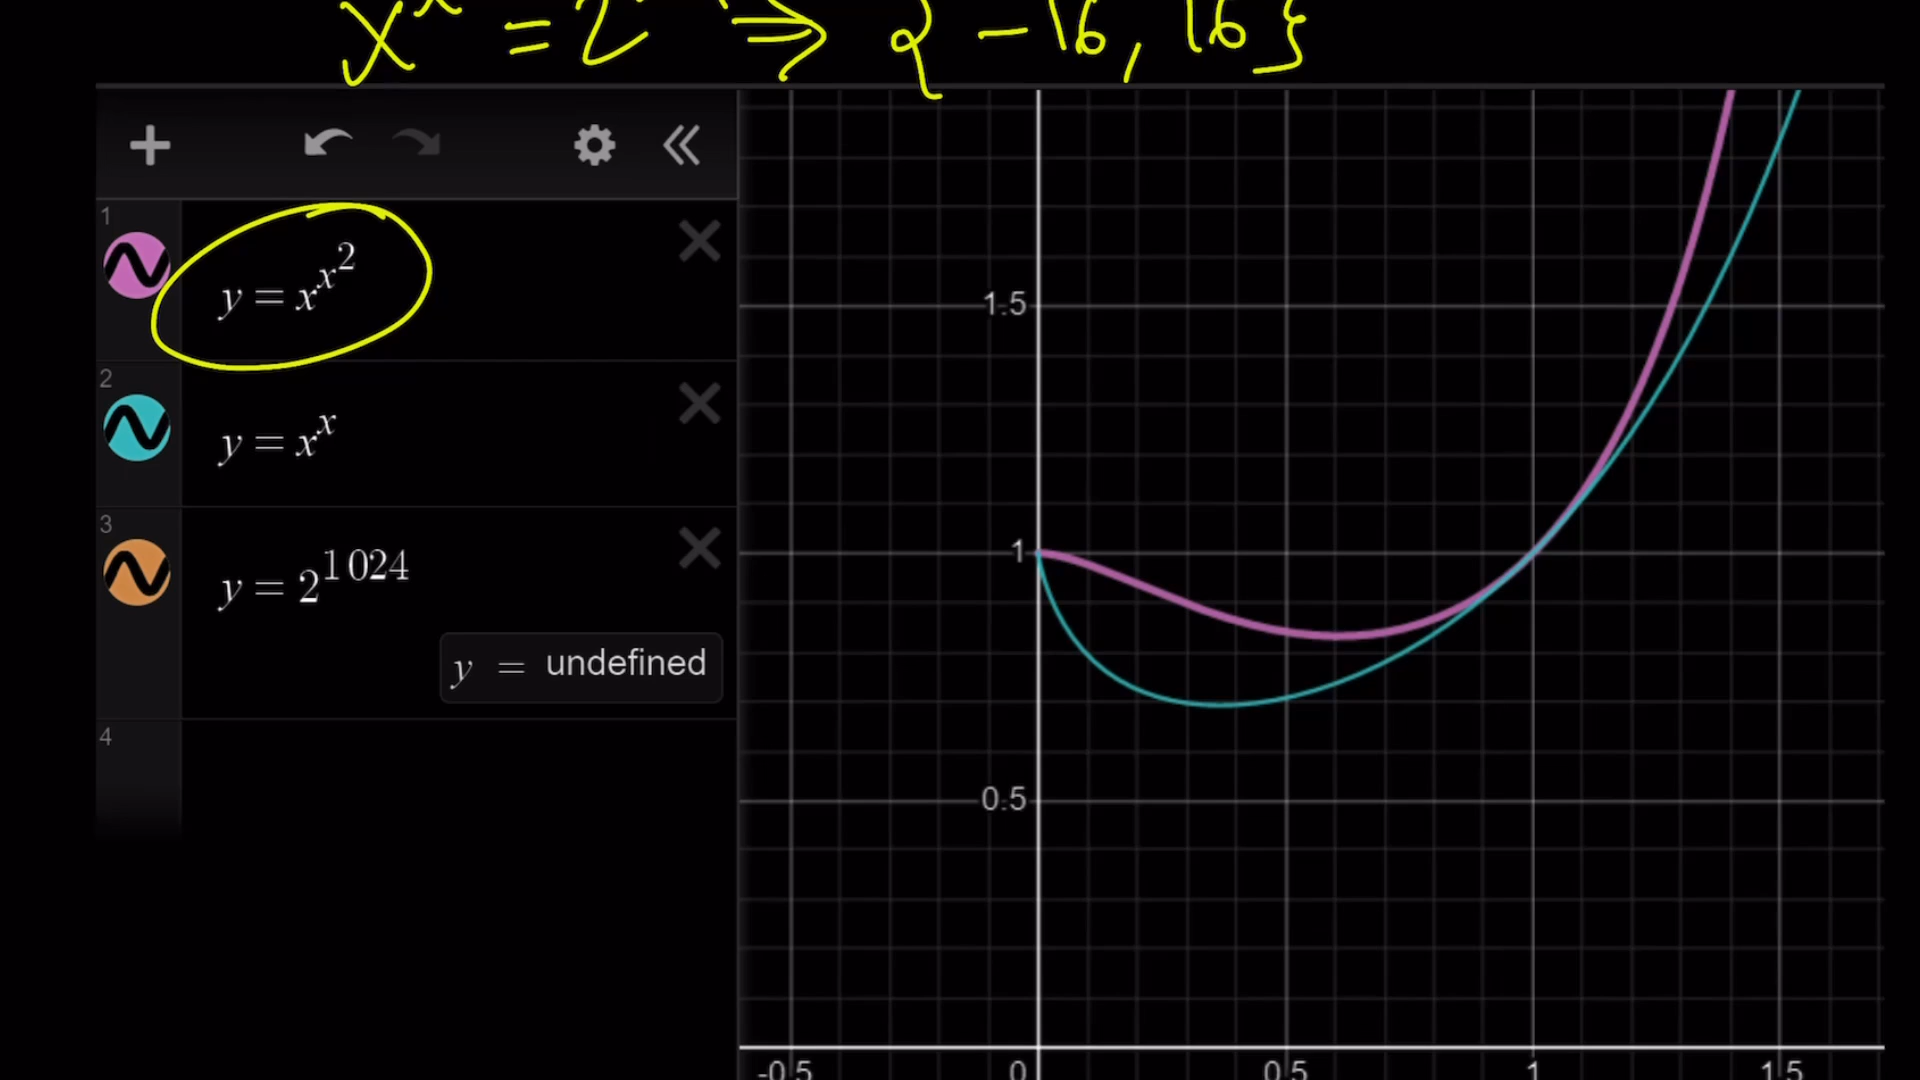 x^x = 2 ⇒ {-16, 16}
1
y = x^{x^2}
2
y = x^x
3
y = 2^{1024}
y = undefined
4
1.5
1
0.5
-0.5 0 0.5 1 1.5